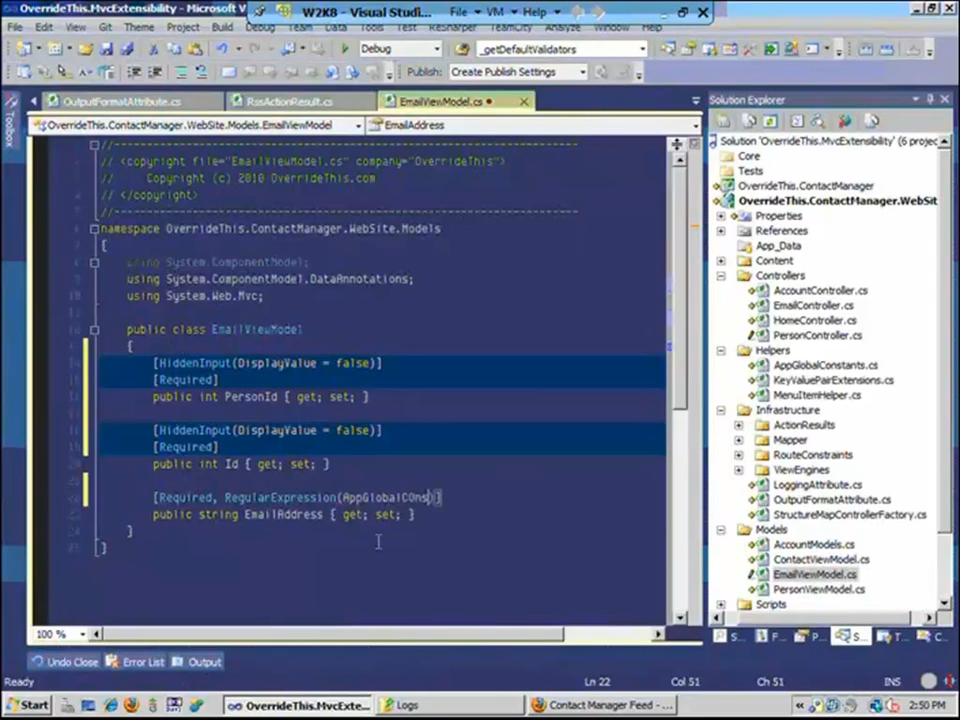 OverrideThis.MvcExtensibility - Microsoft V
W2K8 - Visual Studi...
File
VM
Help
File Edit View Git Theme Project Build Debug Team Data Tools Test ReSharper Team Community Analyze Window Help
Debug
_getDefaultValidators
Publish: Create Publish Settings
Toolbox
OutputFormatAttribute.cs
RssActionResult.cs
EmailViewModel.cs
OverrideThis.ContactManager.WebSite.Models.EmailViewModel
EmailAddress
//-----------------------------------------------------------------------
// <copyright file="EmailViewModel.cs" company="OverrideThis">
//     Copyright (c) 2010 OverrideThis.com
// </copyright>
//-----------------------------------------------------------------------
namespace OverrideThis.ContactManager.WebSite.Models
{
using System.ComponentModel;
using System.ComponentModel.DataAnnotations;
using System.Web.Mvc;
public class EmailViewModel
{
[HiddenInput(DisplayValue = false)]
[Required]
public int PersonId { get; set; }
[HiddenInput(DisplayValue = false)]
[Required]
public int Id { get; set; }
[Required, RegularExpression(AppGlobalCOns)]
public string EmailAddress { get; set; }
}
}
100 %
Solution Explorer
Solution 'OverrideThis.MvcExtensibility' (6 projec
Core
Tests
OverrideThis.ContactManager
OverrideThis.ContactManager.WebSit
Properties
References
App_Data
Content
Controllers
AccountController.cs
EmailController.cs
HomeController.cs
PersonController.cs
Helpers
AppGlobalConstants.cs
KeyValuePairExtensions.cs
MenuItemHelper.cs
Infrastructure
ActionResults
Mapper
RouteConstraints
ViewEngines
LoggingAttribute.cs
OutputFormatAttribute.cs
StructureMapControllerFactory.cs
Models
AccountModels.cs
ContactViewModel.cs
EmailViewModel.cs
PersonViewModel.cs
Scripts
S... F... P... S... T... C...
Undo Close
Error List
Output
Ready
Ln 22
Col 51
Ch 51
INS
Start
OverrideThis.MvcExte...
Logs
Contact Manager Feed - ...
2:50 PM